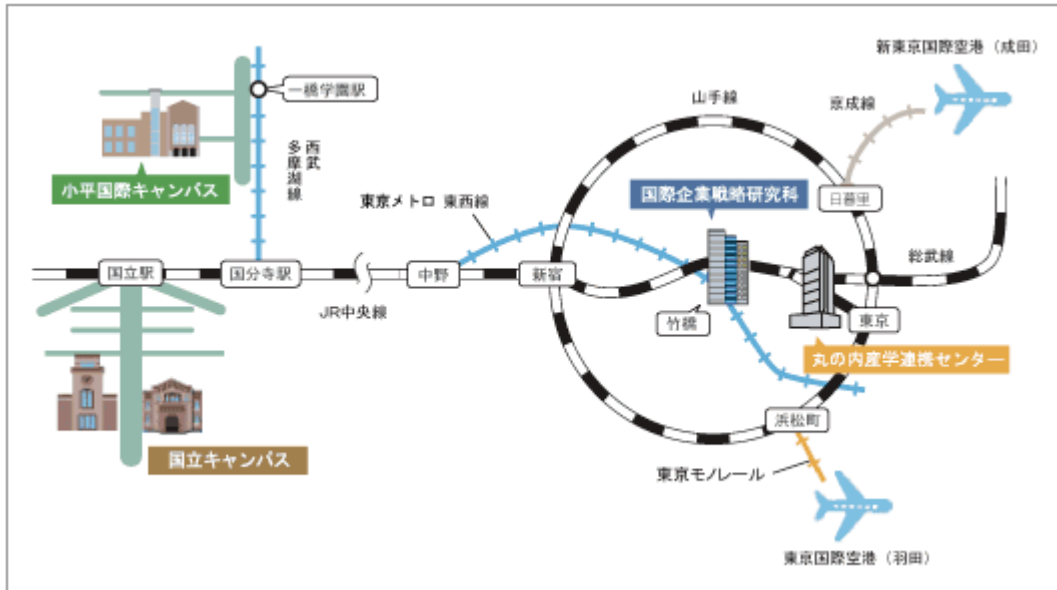 新東京国際空港（成田）
一橋学園駅
山手線
京成線
西武
多摩湖線
小平国際キャンパス
国際企業戦略研究科
日暮里
東京メトロ 東西線
総武線
国立駅
国分寺駅
中野
新宿
JR中央線
竹橋
東京
丸の内産学連携センター
浜松町
国立キャンパス
東京モノレール
東京国際空港（羽田）